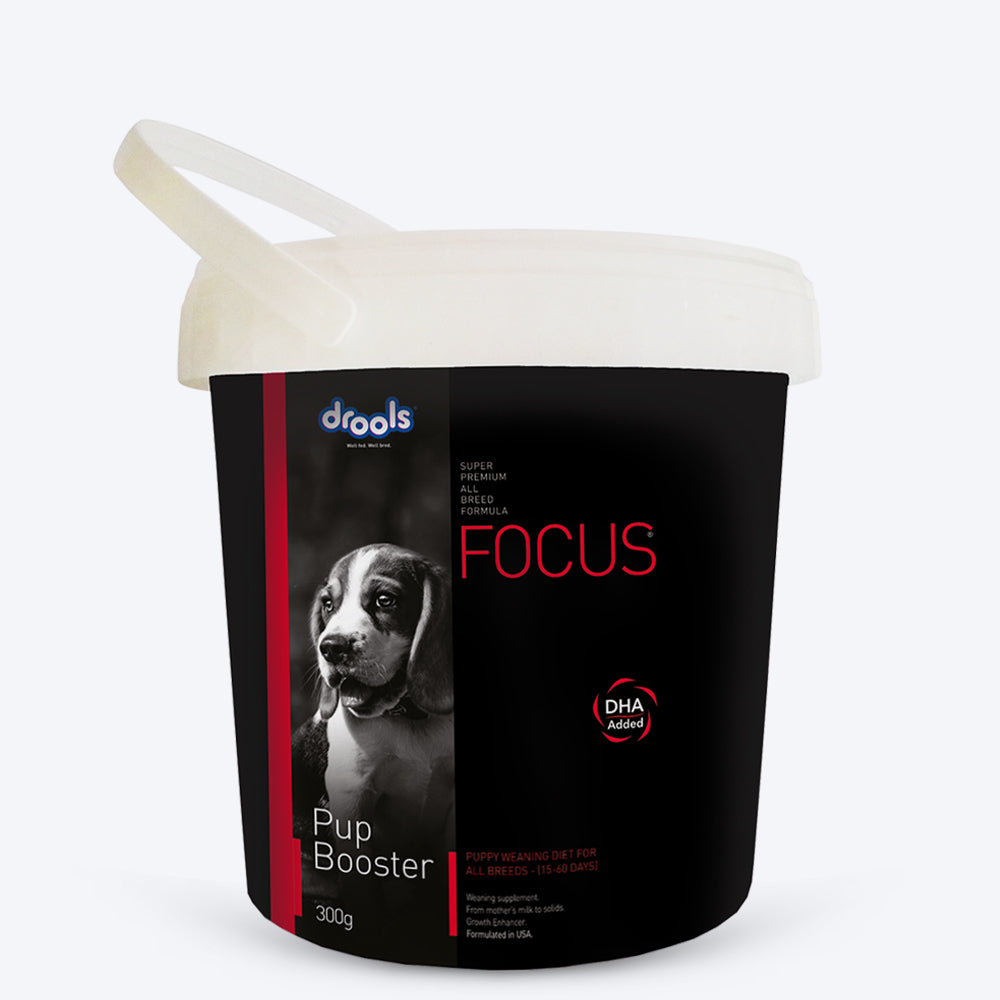 drools®
Well fed. Well bred.
SUPER
PREMIUM
ALL
BREED
FORMULA
FOCUS®
DHA
Added
Pup
Booster
300g
PUPPY WEANING DIET FOR
ALL BREEDS - (15-60 DAYS)
Weaning supplement.
From mother's milk to solids.
Growth Enhancer.
Formulated in USA.